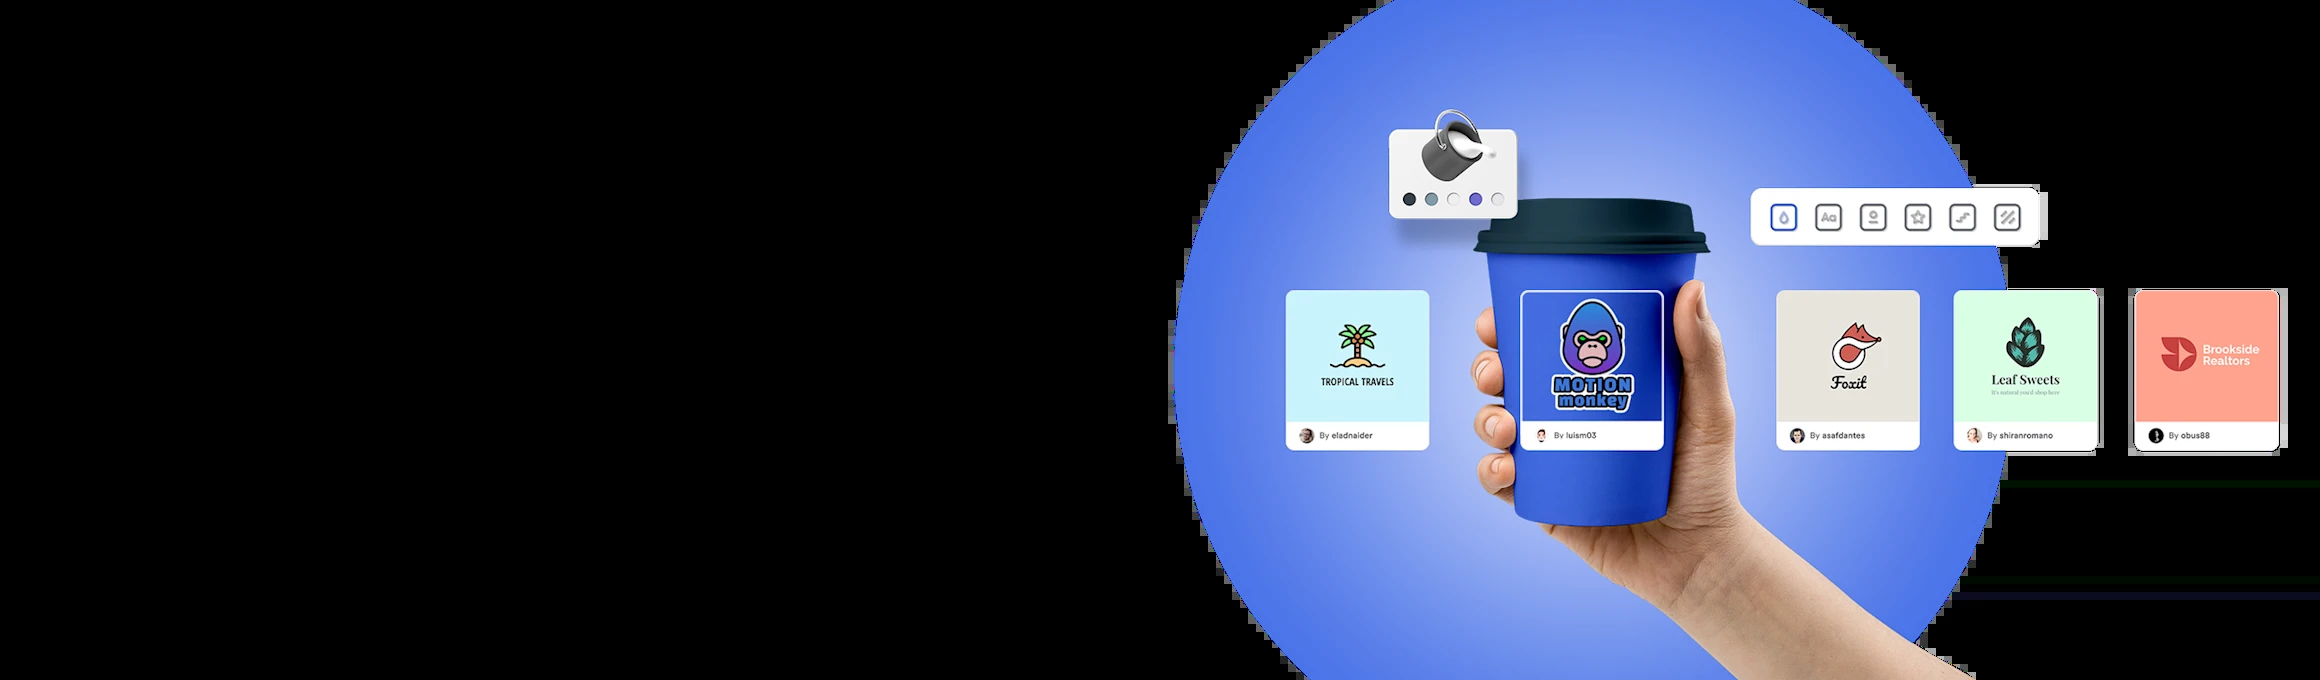 Aa
TROPICAL TRAVELS
By eladnaider
MOTION
monkey
By luism03
Foxit
By asafdantes
Leaf Sweets
It's natural you'd shop here
By shiranromano
Brookside
Realtors
By obus88